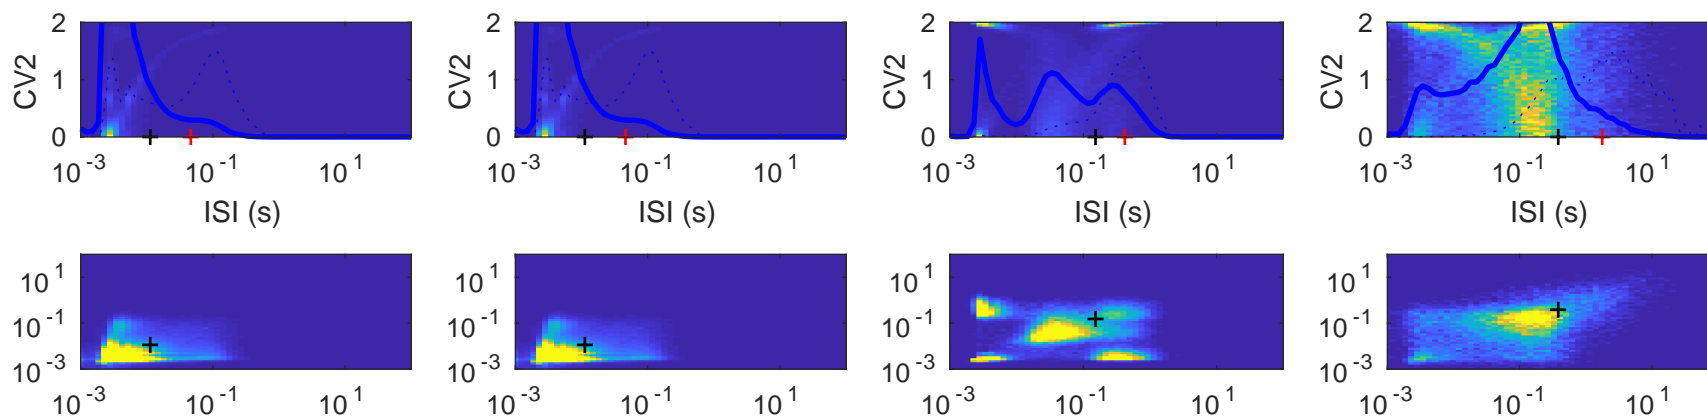 2 2 2 2
CV2 CV2 CV2 CV2
1 1 1 1
0 0 0 0
10^-3 10^-1 10^1 10^-3 10^-1 10^1 10^-3 10^-1 10^1 10^-3 10^-1 10^1
ISI (s) ISI (s) ISI (s) ISI (s)
10^1 10^1 10^1 10^1
10^-1 10^-1 10^-1 10^-1
10^-3 10^-3 10^-3 10^-3
10^-3 10^-1 10^1 10^-3 10^-1 10^1 10^-3 10^-1 10^1 10^-3 10^-1 10^1